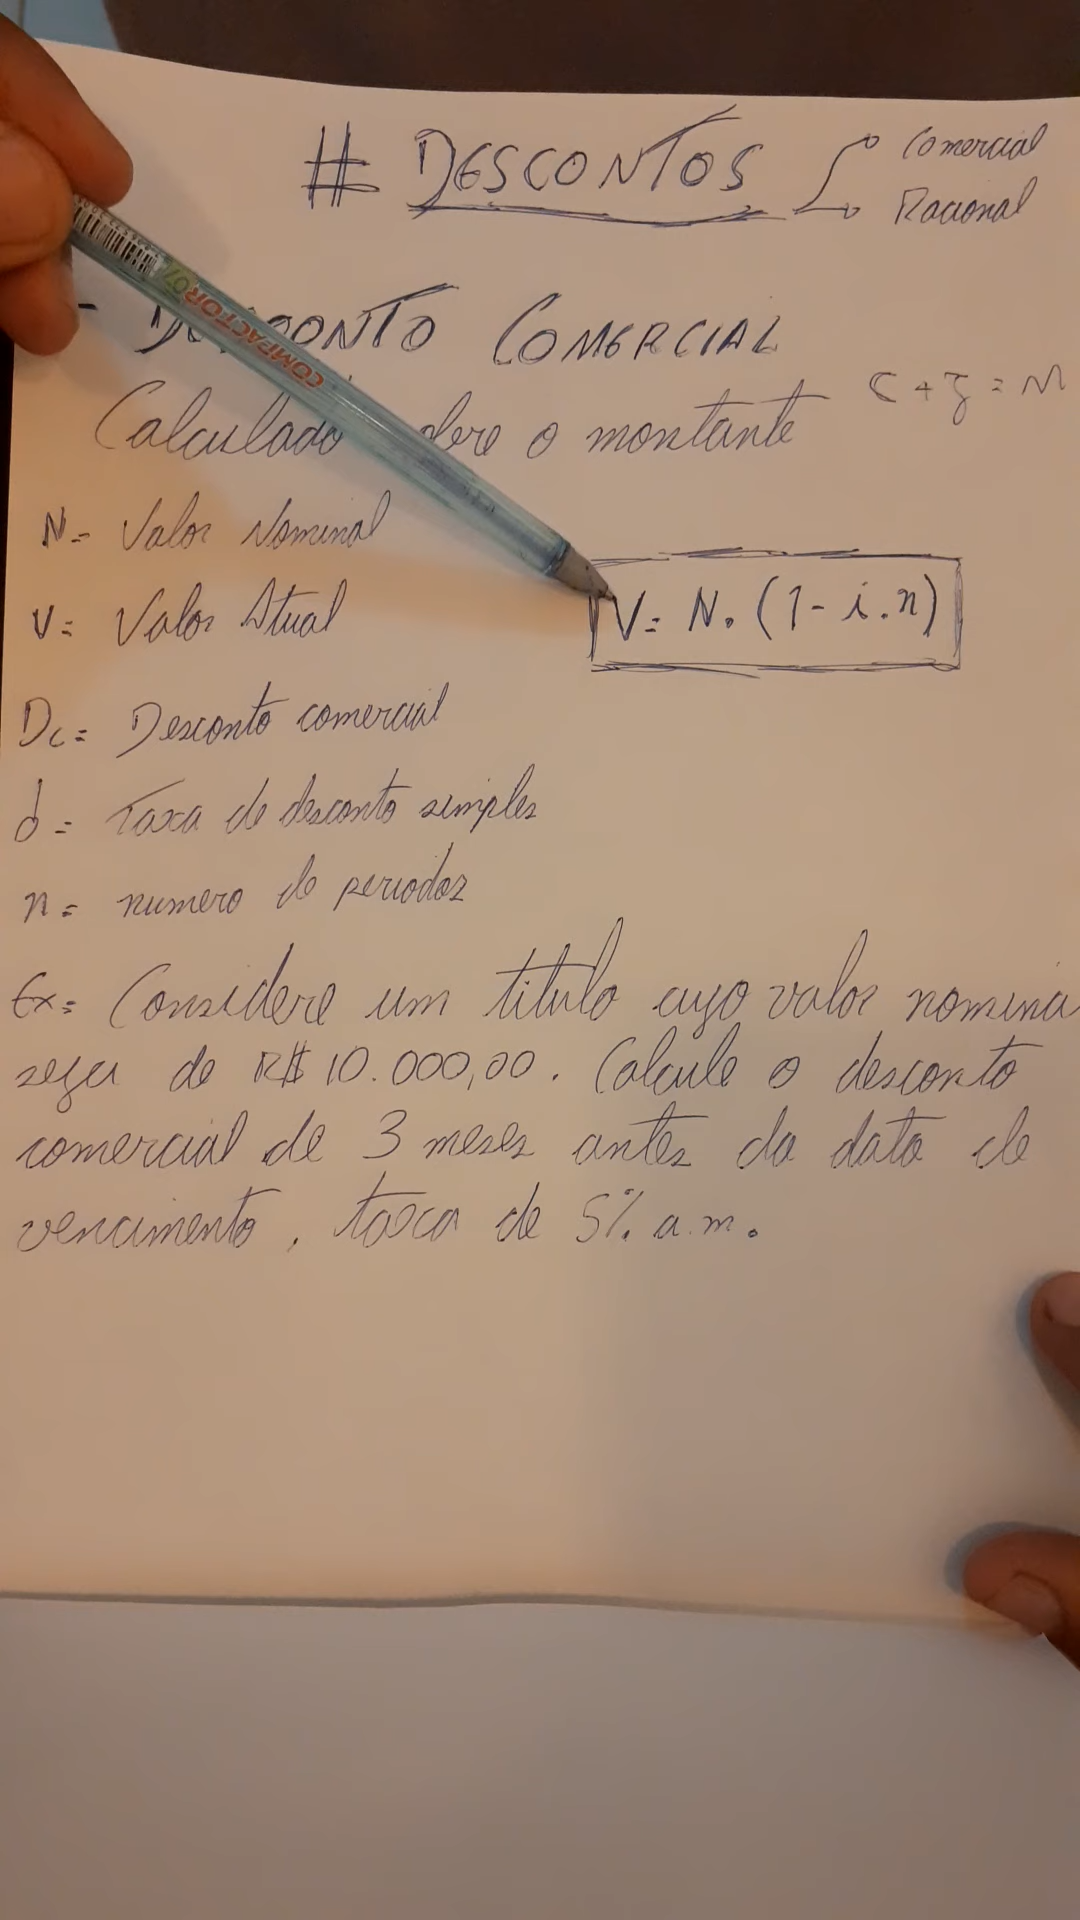 # DESCONTOS
Comercial
Racional
- DESCONTO COMERCIAL
Calculado sobre o montante
C + J = M
N= Valor Nominal
V= Valor Atual
V= N. (1- i.n)
Dc= Desconto comercial
d= Taxa de desconto simples
n= numero de periodos
Ex= Considere um titulo cujo valor nomina
seja de R$ 10.000,00. Calcule o desconto
comercial de 3 meses antes da data de
vencimento, taxa de 5% a.m.
COMPACTOR 07